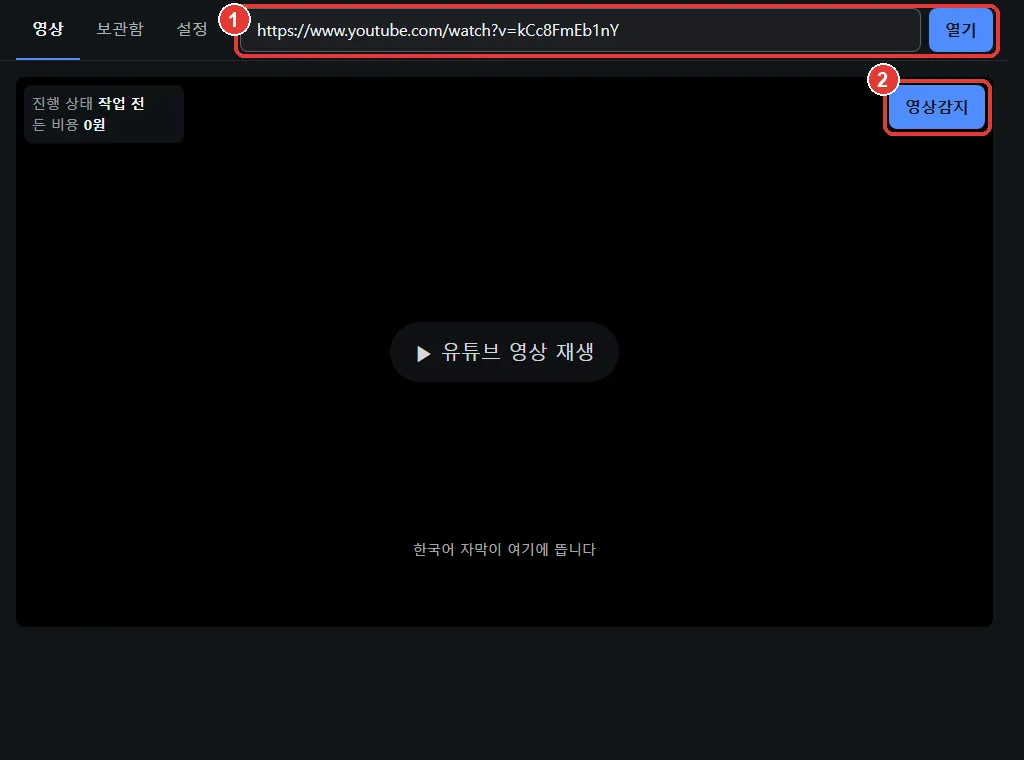 영상 보관함 설정 1 https://www.youtube.com/watch?v=kCc8FmEb1nY 열기
2
진행 상태 작업 전
영상감지
든 비용 0원
▶ 유튜브 영상 재생
한국어 자막이 여기에 뜹니다